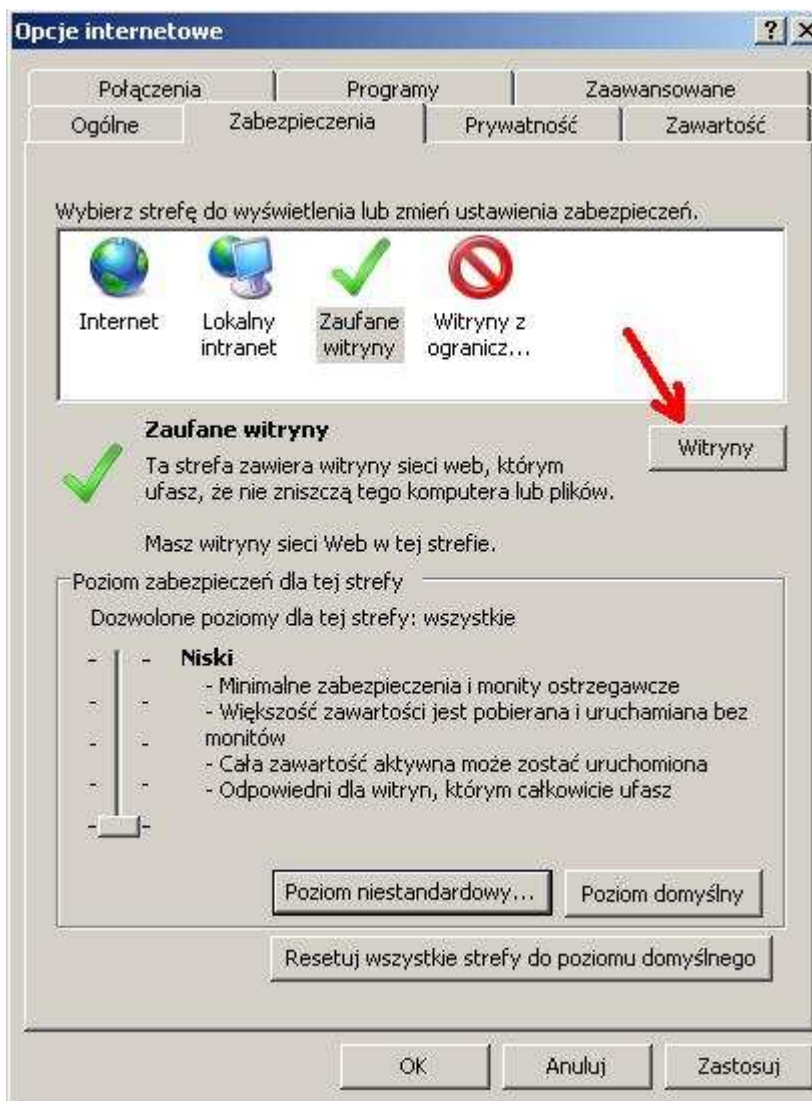 Opcje internetowe
Połączenia Programy Zaawansowane
Ogólne Zabezpieczenia Prywatność Zawartość
Wybierz strefę do wyświetlenia lub zmień ustawienia zabezpieczeń.
Internet Lokalny intranet Zaufane witryny Witryny z ogranicz...
Zaufane witryny
Witryny
Ta strefa zawiera witryny sieci web, którym
ufasz, że nie zniszczą tego komputera lub plików.
Masz witryny sieci Web w tej strefie.
Poziom zabezpieczeń dla tej strefy
Dozwolone poziomy dla tej strefy: wszystkie
Niski
- Minimalne zabezpieczenia i monity ostrzegawcze
- Większość zawartości jest pobierana i uruchamiana bez
monitów
- Cała zawartość aktywna może zostać uruchomiona
- Odpowiedni dla witryn, którym całkowicie ufasz
Poziom niestandardowy... Poziom domyślny
Resetuj wszystkie strefy do poziomu domyślnego
OK Anuluj Zastosuj